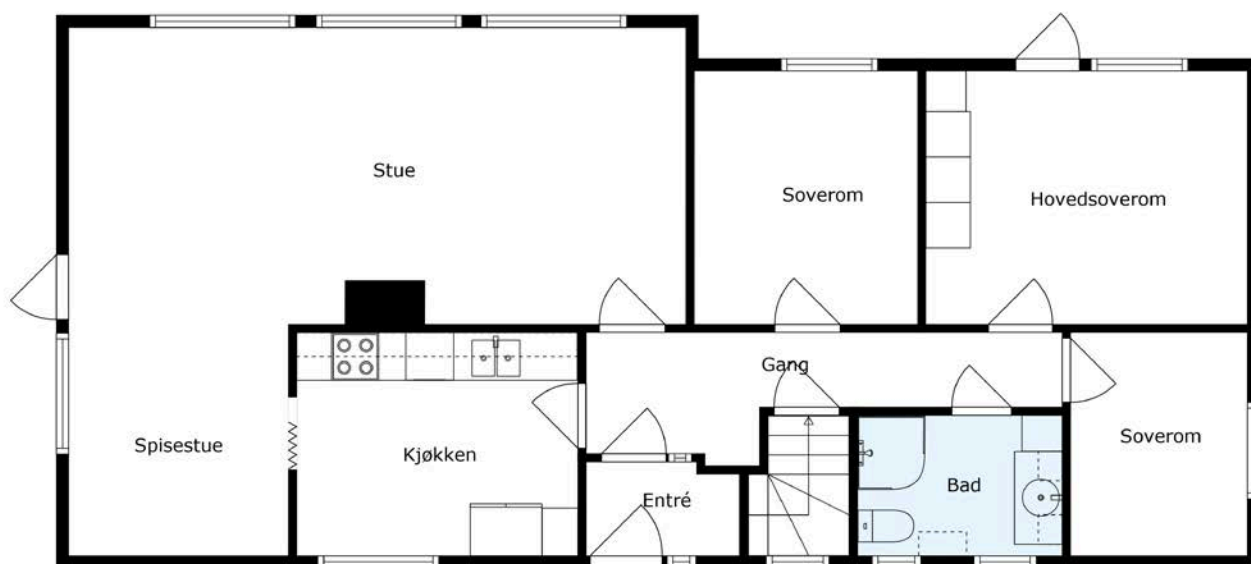 Stue
Soverom
Hovedsoverom
Gang
Spisestue
Kjøkken
Entré
Bad
Soverom